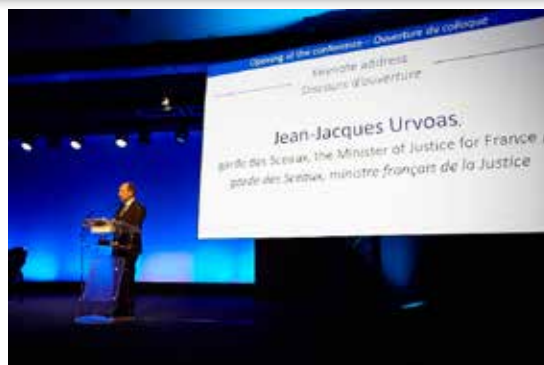 Opening of the conference – Ouverture du colloque
Keynote address
Discours d'ouverture
Jean-Jacques Urvoas,
garde des Sceaux, the Minister of Justice for France
garde des Sceaux, ministre français de la Justice